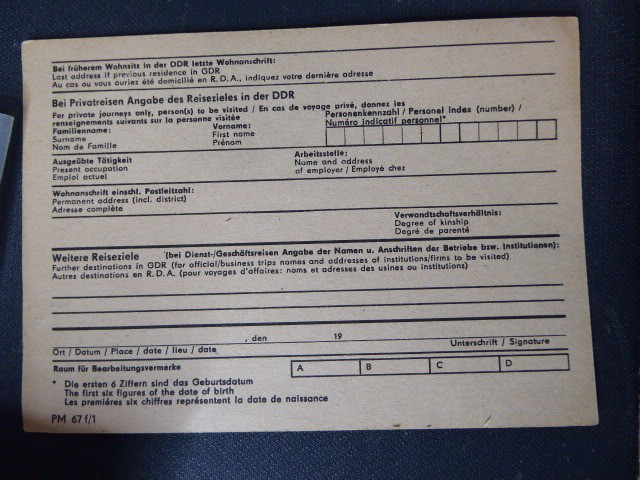 Bei früherem Wohnsitz in der DDR letzte Wohnanschrift:
Last address if previous residence in GDR
Au cas ou vous auriez été domicilié en R.D.A., indiquez votre dernière adresse
Bei Privatreisen Angabe des Reisezieles in der DDR
For private journeys only, person(s) to be visited / En cas de voyage privé, donnez les
renseignements suivants sur la personne visitée
Personenkennzahl / Personel index (number) /
Numéro indicatif personnel*
Familienname: Vorname:
Surname First name
Nom de Famille Prénom
Ausgeübte Tätigkeit Arbeitsstelle:
Present occupation Name and address
Emploi actuel of employer / Employé chez
Wohnanschrift einschl. Postleitzahl:
Permanent address (incl. district)
Adresse complète
Verwandtschaftsverhältnis:
Degree of kinship
Degré de parenté
Weitere Reiseziele (bei Dienst-/Geschäftsreisen Angabe der Namen u. Anschriften der Betriebe bzw. Institutionen):
Further destinations in GDR (for official/business trips names and addresses of institutions/firms to be visited)
Autres destinations en R.D.A. (pour voyages d'affaires: noms et adresses des usines ou institutions)
, den 19
Ort / Datum / Place / date / lieu / date Unterschrift / Signature
Raum für Bearbeitungsvermerke A B C D
* Die ersten 6 Ziffern sind das Geburtsdatum
The first six figures of the date of birth
Les premiéres six chiffres représentent la date de naissance
PM 67 f/1